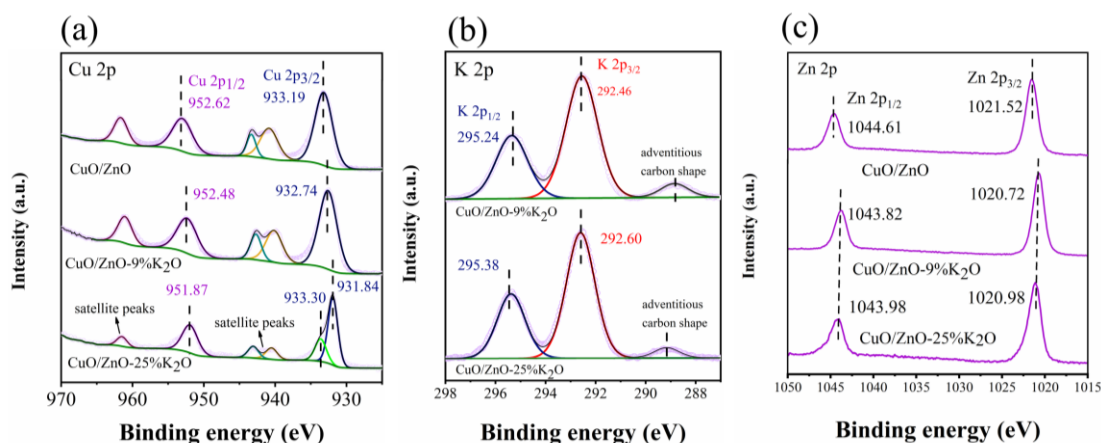 (a)
Cu 2p
Cu 2p1/2
952.62
Cu 2p3/2
933.19
CuO/ZnO
952.48
932.74
CuO/ZnO-9%K2O
951.87
933.30
931.84
satellite peaks
satellite peaks
CuO/ZnO-25%K2O
970 960 950 940 930
Binding energy (eV)
Intensity (a.u.)
(b)
K 2p
K 2p3/2
292.46
K 2p1/2
295.24
adventitious
carbon shape
CuO/ZnO-9%K2O
292.60
295.38
adventitious
carbon shape
CuO/ZnO-25%K2O
298 296 294 292 290 288
Binding energy (eV)
Intensity (a.u.)
(c)
Zn 2p
Zn 2p3/2
1021.52
Zn 2p1/2
1044.61
CuO/ZnO
1020.72
1043.82
CuO/ZnO-9%K2O
1020.98
1043.98
CuO/ZnO-25%K2O
1050 1045 1040 1035 1030 1025 1020 1015
Binding energy (eV)
Intensity (a.u.)